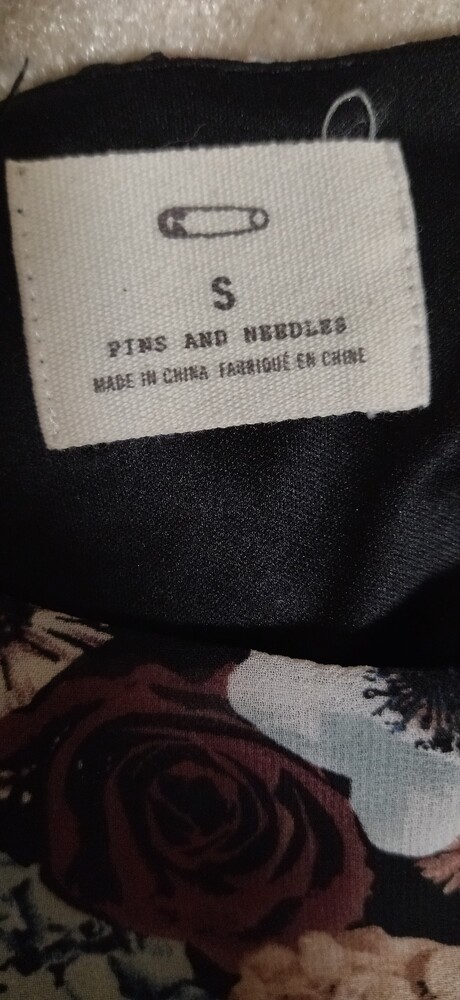 S
PINS AND NEEDLES
MADE IN CHINA FABRIQUÉ EN CHINE